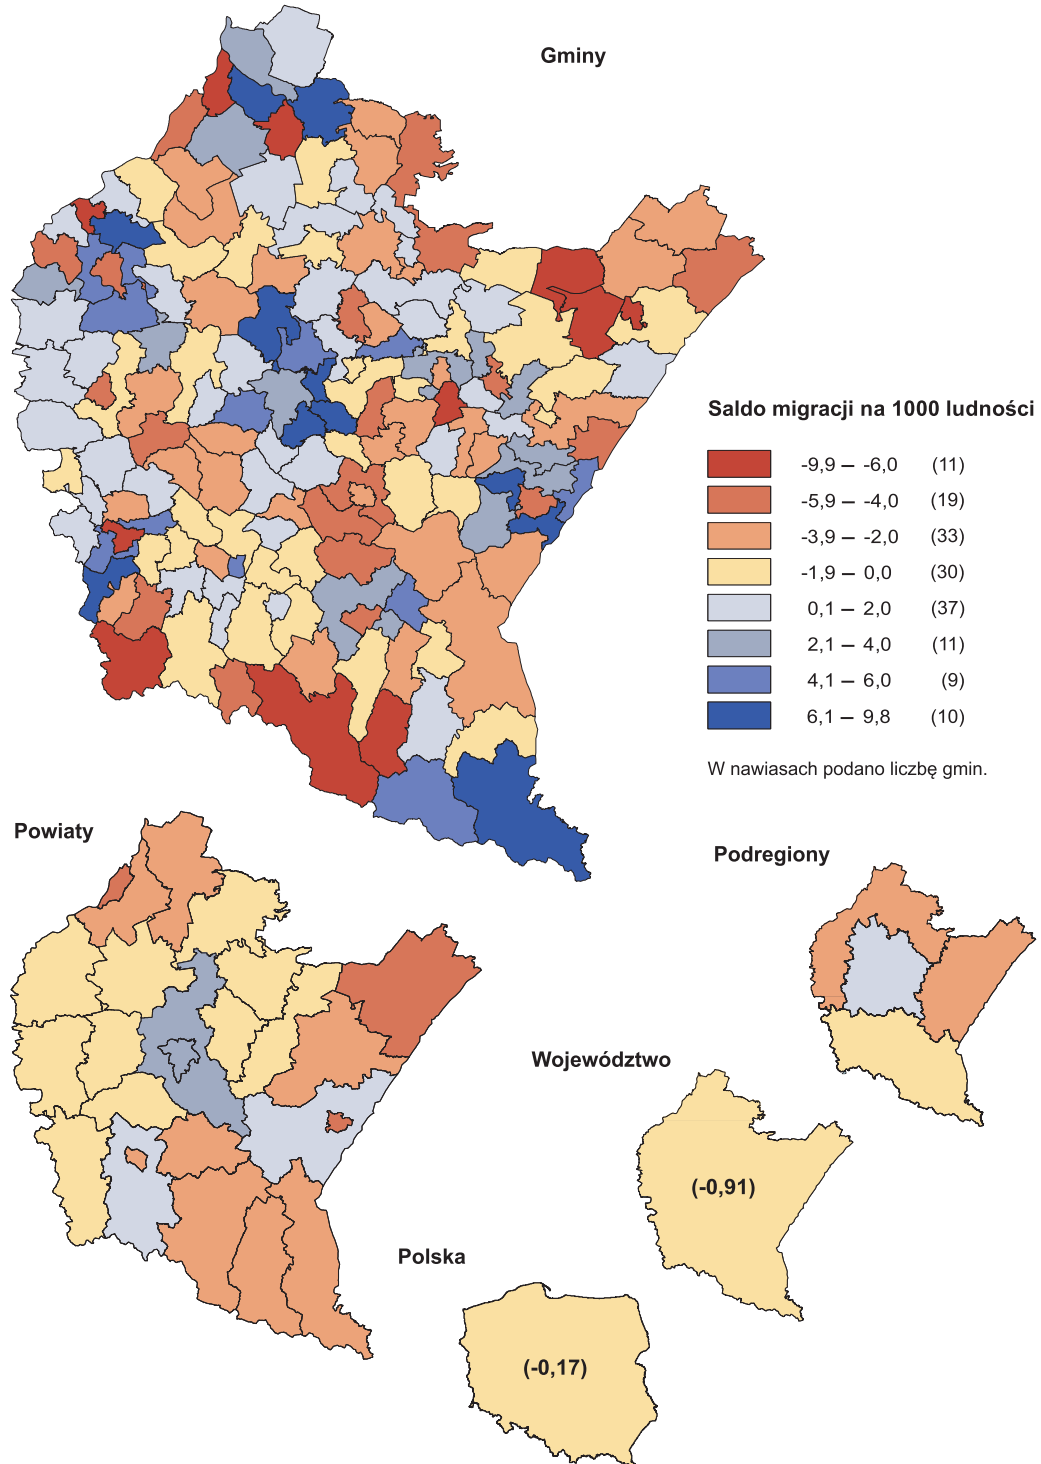 Gminy
Saldo migracji na 1000 ludności
-9,9 – -6,0 (11)
-5,9 – -4,0 (19)
-3,9 – -2,0 (33)
-1,9 – 0,0 (30)
0,1 – 2,0 (37)
2,1 – 4,0 (11)
4,1 – 6,0 (9)
6,1 – 9,8 (10)
W nawiasach podano liczbę gmin.
Powiaty
Podregiony
Województwo
(-0,91)
Polska
(-0,17)